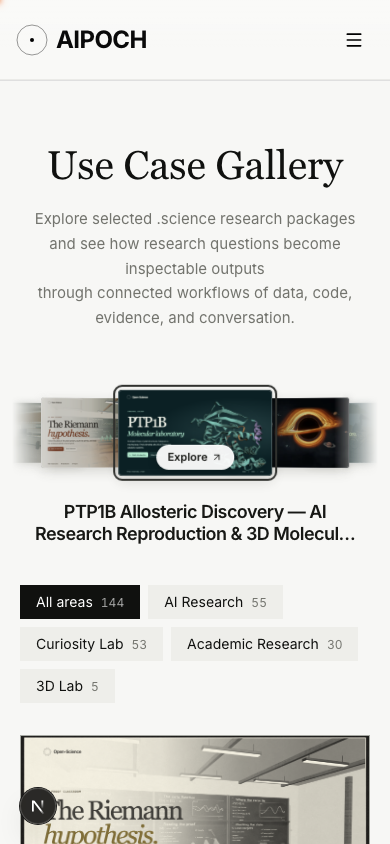 AIPOCH
Use Case Gallery
Explore selected .science research packages
and see how research questions become
inspectable outputs
through connected workflows of data, code,
evidence, and conversation.
The Riemann
hypothesis.
PTP1B
Molecular laboratory
Explore ↗
PTP1B Allosteric Discovery — AI
Research Reproduction & 3D Molecul...
All areas 144
AI Research 55
Curiosity Lab 53
Academic Research 30
3D Lab 5
Open-Science
The Riemann
hypothesis.
N